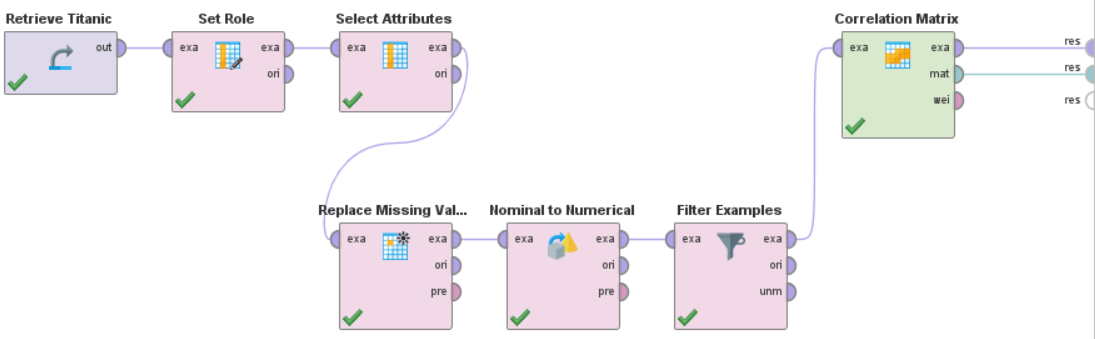 Retrieve Titanic
out
Set Role
exa exa
ori
Select Attributes
exa exa
ori
Correlation Matrix
exa exa
mat
wei
res
res
res
Replace Missing Val...
exa exa
ori
pre
Nominal to Numerical
exa exa
ori
pre
Filter Examples
exa exa
ori
unm